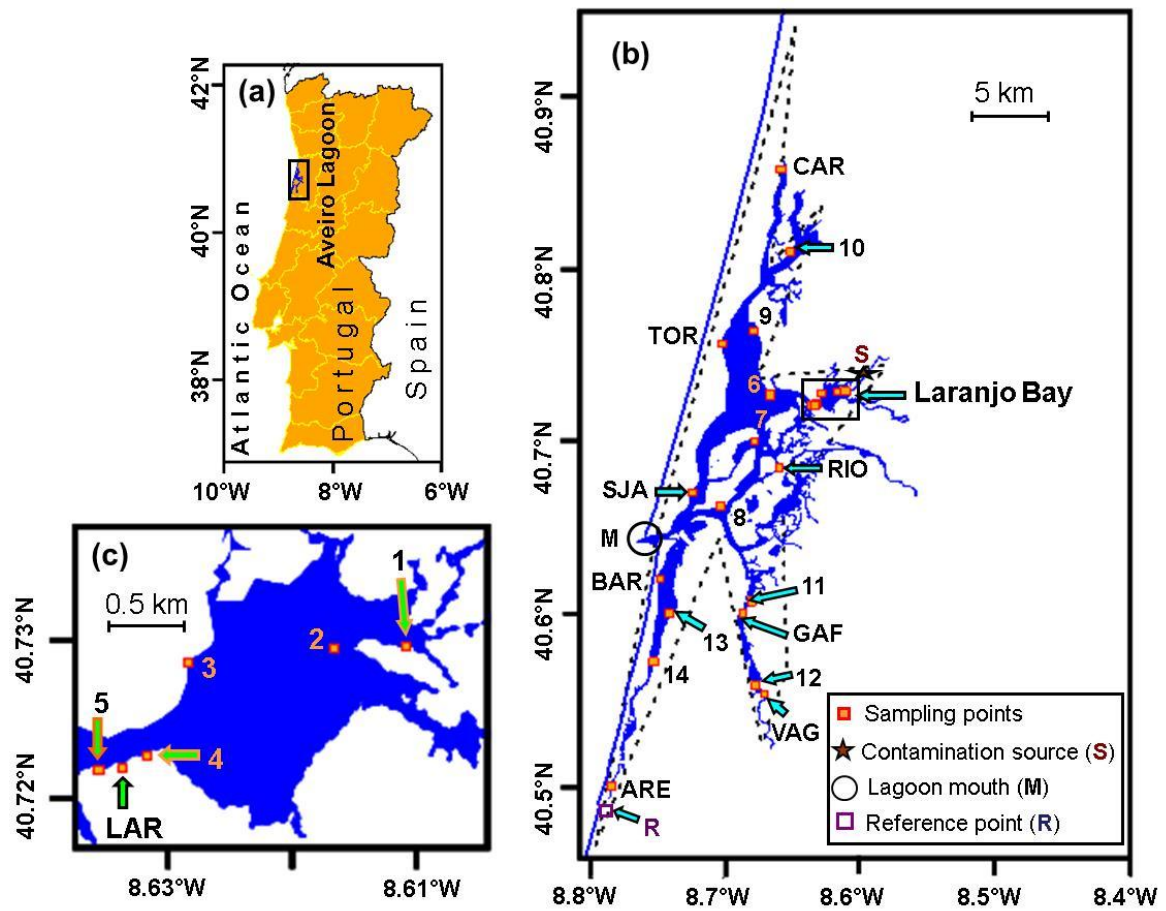 (a)
42°N
40°N
38°N
10°W
8°W
6°W
Atlantic Ocean
Portugal
Aveiro Lagoon
Spain
(b)
5 km
40.9°N
40.8°N
40.7°N
40.6°N
40.5°N
8.8°W
8.7°W
8.6°W
8.5°W
8.4°W
CAR
10
9
TOR
S
6
Laranjo Bay
7
RIO
SJA
8
M
BAR
11
13
GAF
14
12
VAG
ARE
R
Sampling points
Contamination source (S)
Lagoon mouth (M)
Reference point (R)
(c)
0.5 km
1
2
3
4
5
LAR
40.73°N
40.72°N
8.63°W
8.61°W